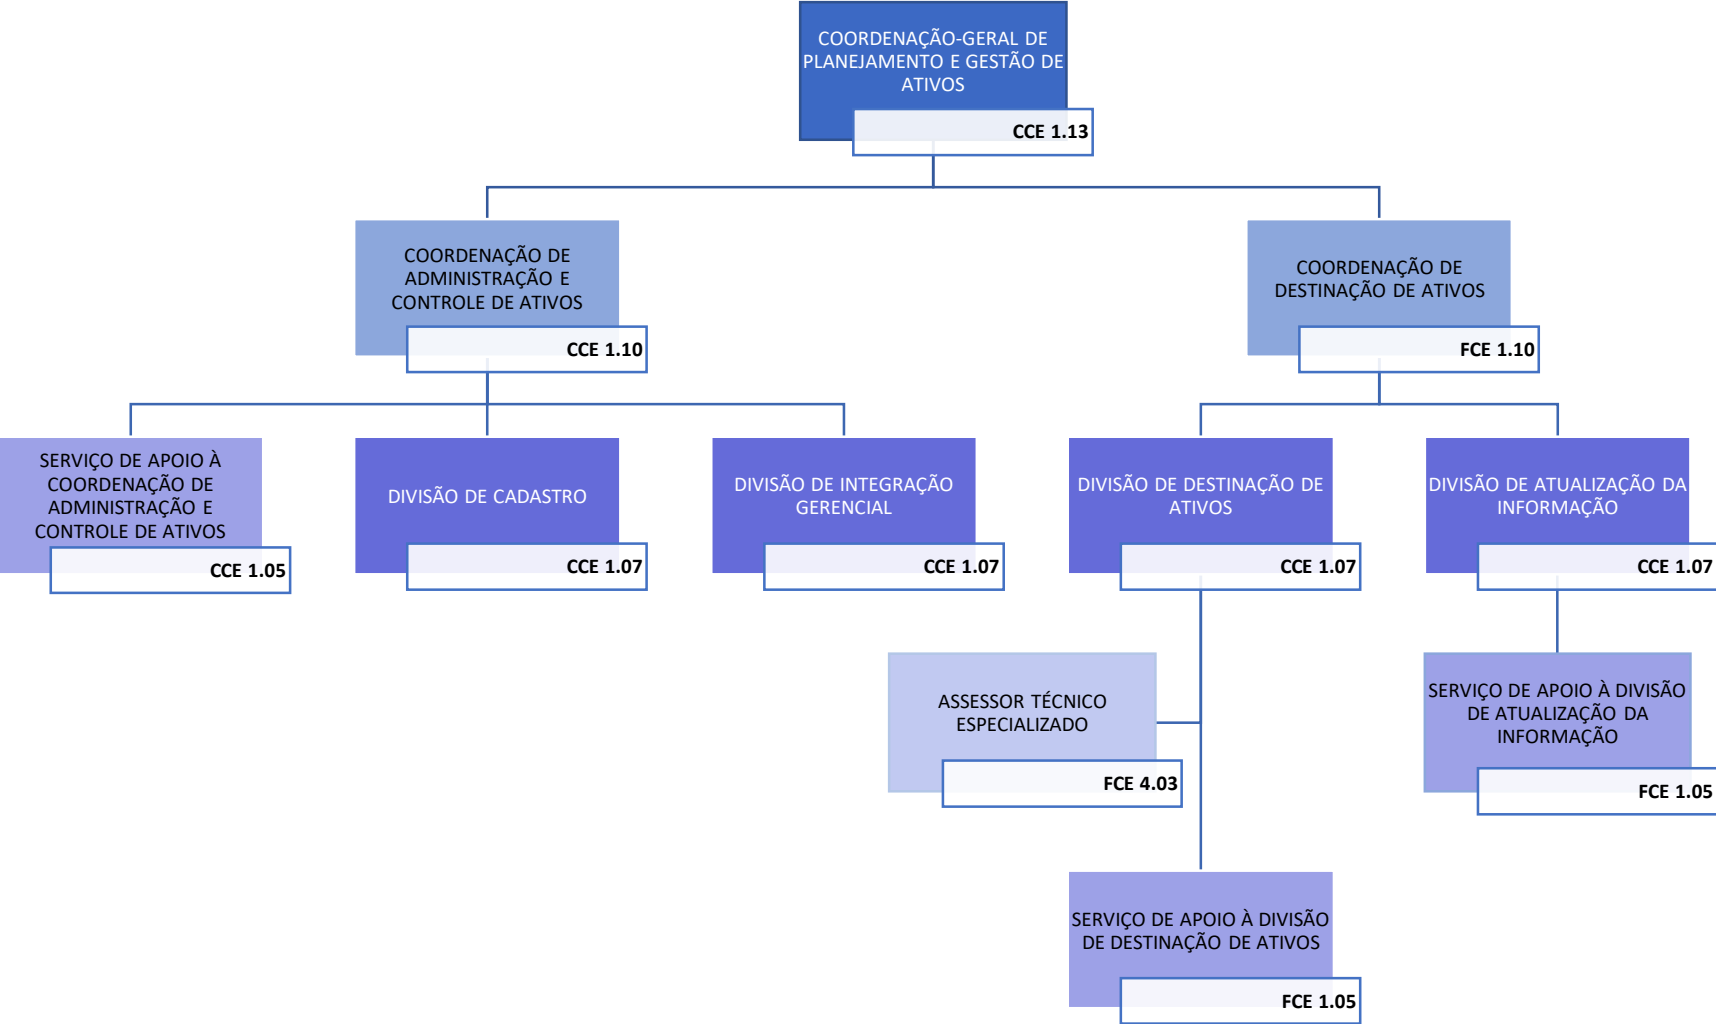 COORDENAÇÃO-GERAL DE
PLANEJAMENTO E GESTÃO DE
ATIVOS
CCE 1.13
COORDENAÇÃO DE
ADMINISTRAÇÃO E
CONTROLE DE ATIVOS
CCE 1.10
COORDENAÇÃO DE
DESTINAÇÃO DE ATIVOS
FCE 1.10
SERVIÇO DE APOIO À
COORDENAÇÃO DE
ADMINISTRAÇÃO E
CONTROLE DE ATIVOS
CCE 1.05
DIVISÃO DE CADASTRO
CCE 1.07
DIVISÃO DE INTEGRAÇÃO
GERENCIAL
CCE 1.07
DIVISÃO DE DESTINAÇÃO DE
ATIVOS
CCE 1.07
DIVISÃO DE ATUALIZAÇÃO DA
INFORMAÇÃO
CCE 1.07
ASSESSOR TÉCNICO
ESPECIALIZADO
FCE 4.03
SERVIÇO DE APOIO À DIVISÃO
DE ATUALIZAÇÃO DA
INFORMAÇÃO
FCE 1.05
SERVIÇO DE APOIO À DIVISÃO
DE DESTINAÇÃO DE ATIVOS
FCE 1.05